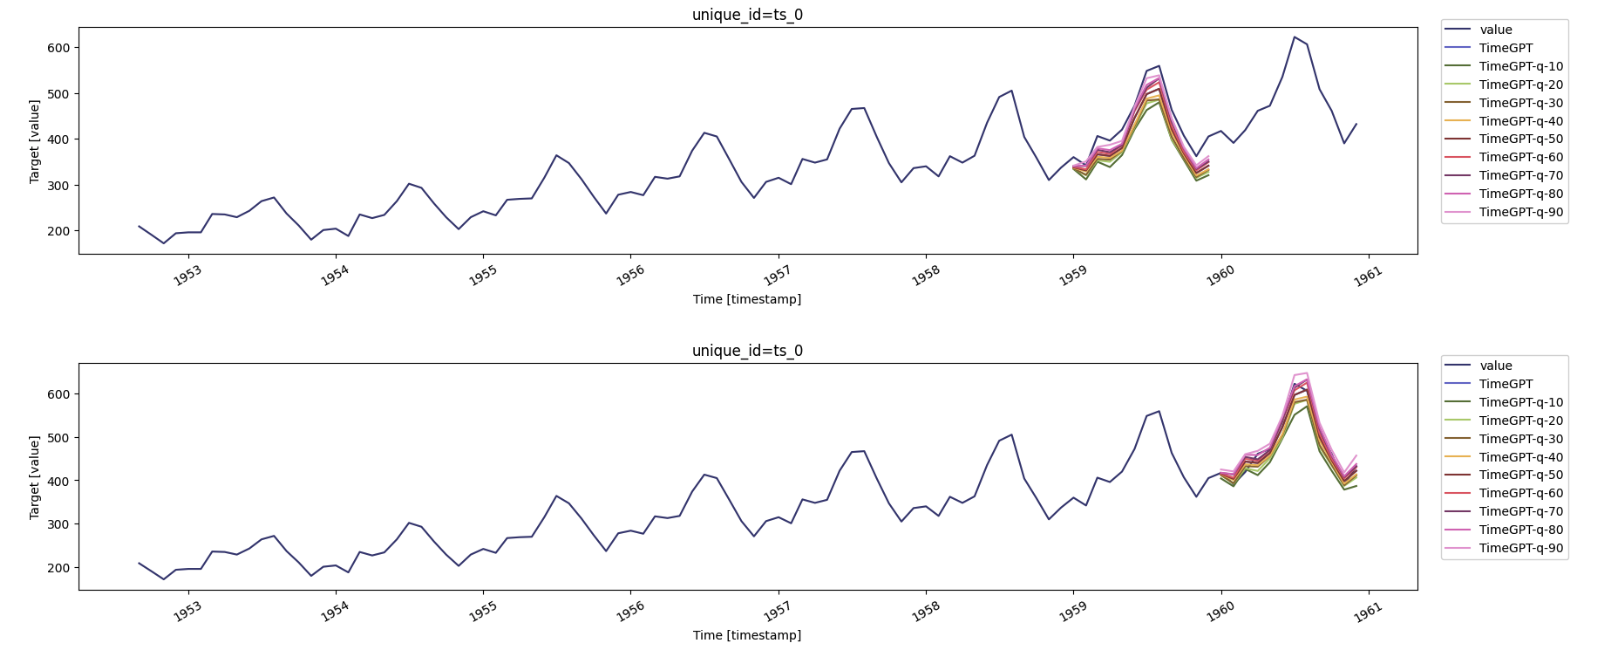 unique_id=ts_0
600
500
400
300
200
Target [value]
1953
1954
1955
1956
1957
1958
1959
1960
1961
Time [timestamp]
value
TimeGPT
TimeGPT-q-10
TimeGPT-q-20
TimeGPT-q-30
TimeGPT-q-40
TimeGPT-q-50
TimeGPT-q-60
TimeGPT-q-70
TimeGPT-q-80
TimeGPT-q-90
unique_id=ts_0
600
500
400
300
200
Target [value]
1953
1954
1955
1956
1957
1958
1959
1960
1961
Time [timestamp]
value
TimeGPT
TimeGPT-q-10
TimeGPT-q-20
TimeGPT-q-30
TimeGPT-q-40
TimeGPT-q-50
TimeGPT-q-60
TimeGPT-q-70
TimeGPT-q-80
TimeGPT-q-90